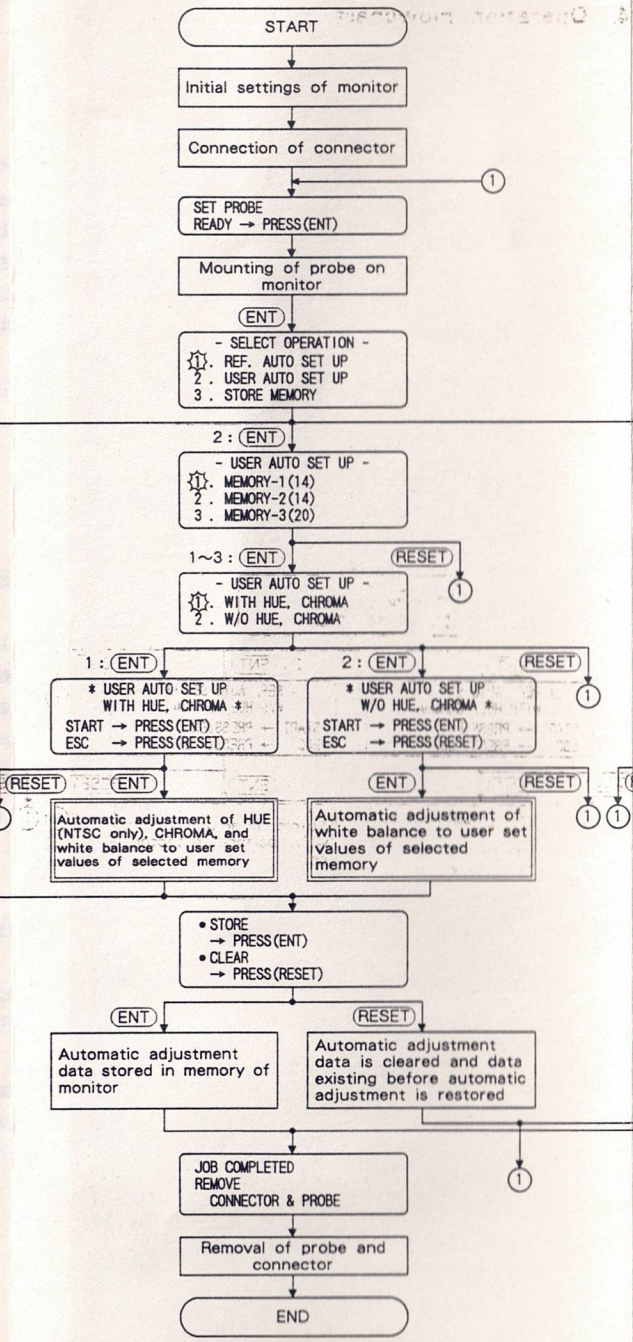 START
Initial settings of monitor
Connection of connector
1
SET PROBE
READY → PRESS(ENT)
Mounting of probe on
monitor
ENT
- SELECT OPERATION -
1. REF. AUTO SET UP
2. USER AUTO SET UP
3. STORE MEMORY
2: ENT
- USER AUTO SET UP -
1. MEMORY-1(14)
2. MEMORY-2(14)
3. MEMORY-3(20)
1~3: ENT
RESET
1
- USER AUTO SET UP -
1. WITH HUE, CHROMA
2. W/O HUE, CHROMA
1: ENT
2: ENT
RESET
1
* USER AUTO SET UP
WITH HUE, CHROMA *
START → PRESS(ENT)
ESC → PRESS(RESET)
* USER AUTO SET UP
W/O HUE, CHROMA *
START → PRESS(ENT)
ESC → PRESS(RESET)
RESET
ENT
ENT
RESET
1
1
Automatic adjustment of HUE
(NTSC only), CHROMA, and
white balance to user set
values of selected memory
Automatic adjustment of
white balance to user set
values of selected
memory
• STORE
→ PRESS(ENT)
• CLEAR
→ PRESS(RESET)
ENT
RESET
Automatic adjustment
data stored in memory of
monitor
Automatic adjustment
data is cleared and data
existing before automatic
adjustment is restored
1
JOB COMPLETED
REMOVE
CONNECTOR & PROBE
Removal of probe and
connector
END